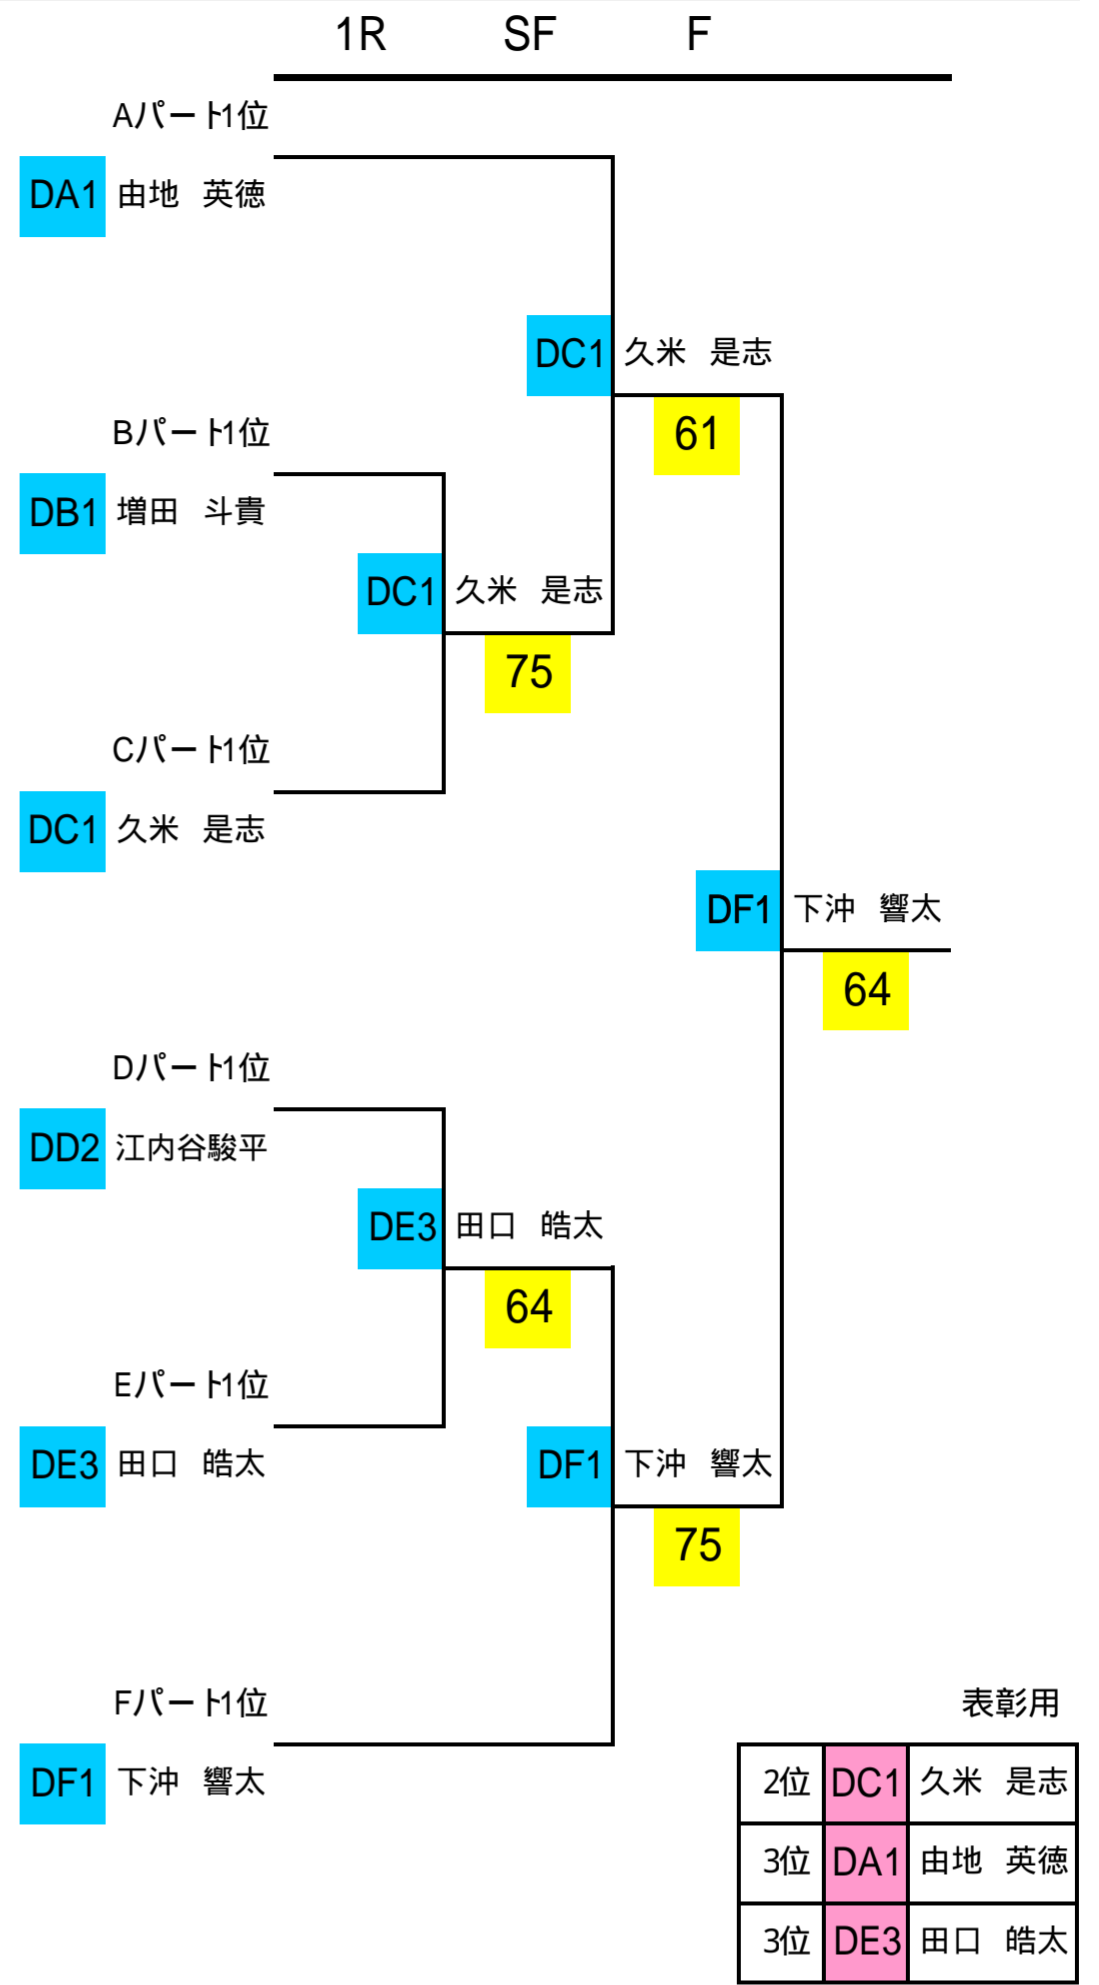 1R SF F
Aパート1位
DA1 由地 英徳
DC1 久米 是志
61
Bパート1位
DB1 増田 斗貴
DC1 久米 是志
75
Cパート1位
DC1 久米 是志
DF1 下沖 響太
64
Dパート1位
DD2 江内谷駿平
DE3 田口 皓太
64
Eパート1位
DE3 田口 皓太
DF1 下沖 響太
75
Fパート1位
DF1 下沖 響太
表彰用
2位 DC1 久米 是志
3位 DA1 由地 英徳
3位 DE3 田口 皓太